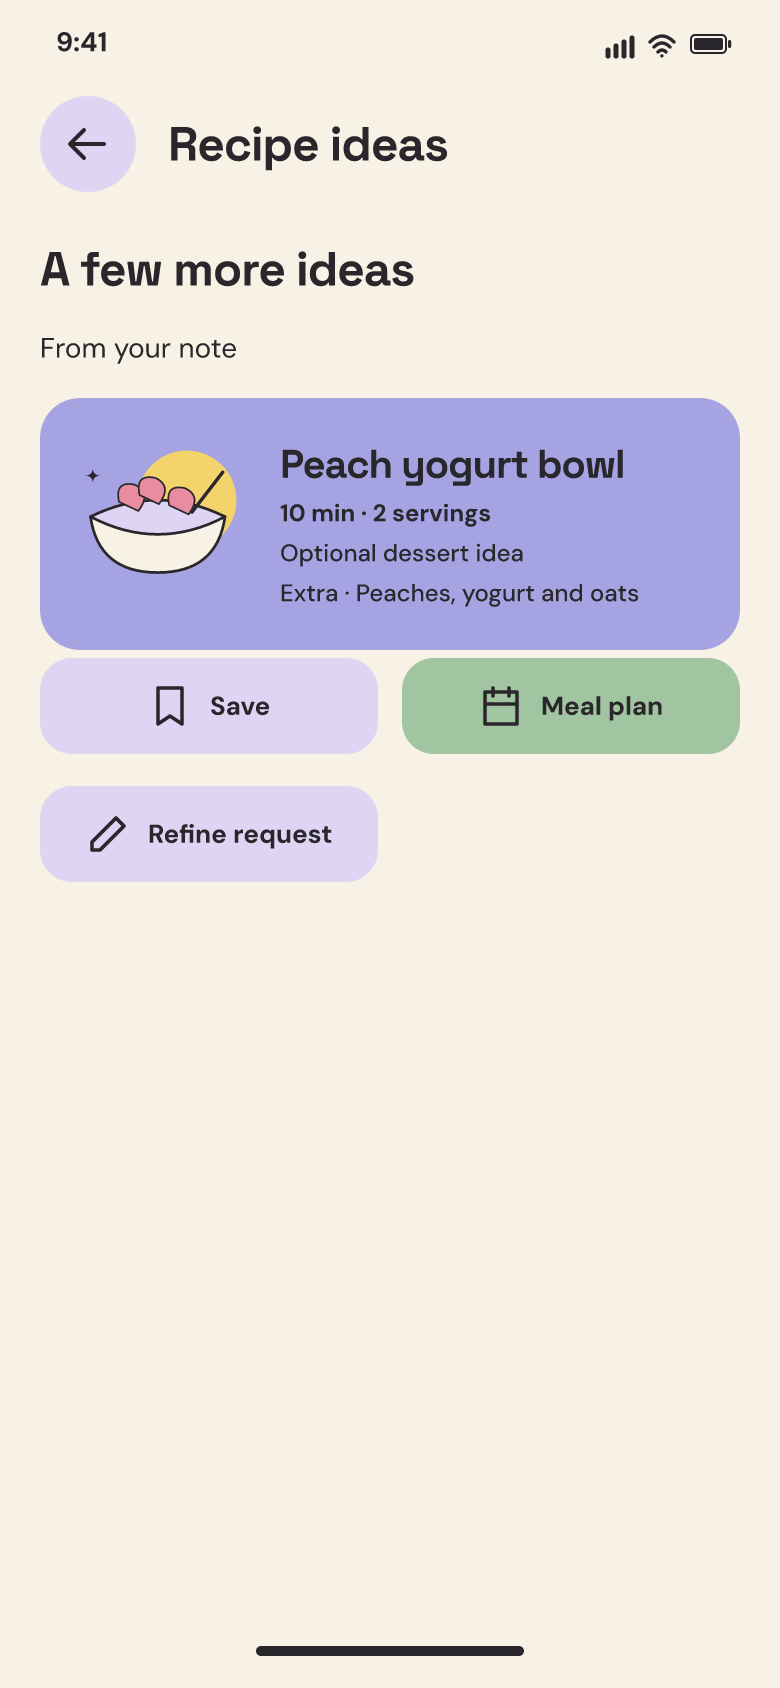 9:41
Recipe ideas
A few more ideas
From your note
Peach yogurt bowl
10 min · 2 servings
Optional dessert idea
Extra · Peaches, yogurt and oats
Save
Meal plan
Refine request